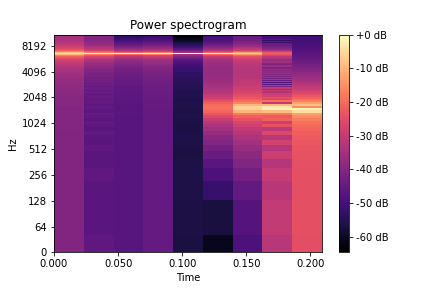 Power spectrogram
8192
4096
2048
1024
512
256
128
64
0
Hz
0.000 0.050 0.100 0.150 0.200
Time
+0 dB
-10 dB
-20 dB
-30 dB
-40 dB
-50 dB
-60 dB